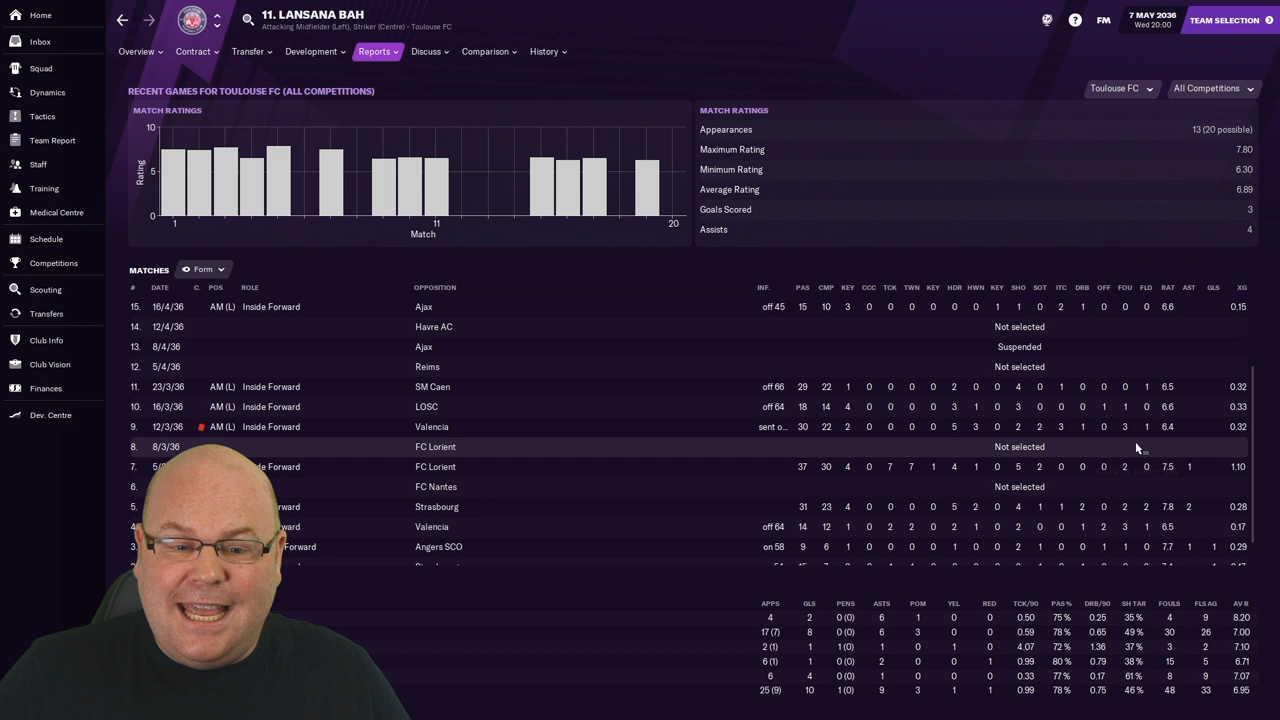 Home
Inbox
Squad
Dynamics
Tactics
Team Report
Staff
Training
Medical Centre
Schedule
Competitions
Scouting
Transfers
Club Info
Club Vision
Finances
Dev. Centre
11. LANSANA BAH
Attacking Midfielder (Left), Striker (Centre) - Toulouse FC
? FM
7 MAY 2036
Wed 20:00
TEAM SELECTION
Overview Contract Transfer Development Reports Discuss Comparison History
RECENT GAMES FOR TOULOUSE FC (ALL COMPETITIONS)
Toulouse FC All Competitions
MATCH RATINGS
10
5
0
Rating
1 11 20
Match
MATCH RATINGS
Appearances 13 (20 possible)
Maximum Rating 7.80
Minimum Rating 6.30
Average Rating 6.89
Goals Scored 3
Assists 4
MATCHES Form
# DATE C. POS ROLE OPPOSITION INF. PAS CMP KEY CCC TCK TWN KEY HDR HWN KEY SHO SOT ITC DRB OFF FOU FLD RAT AST GLS XG
15. 16/4/36 AM (L) Inside Forward Ajax off 45 15 10 3 0 0 0 0 3 0 0 1 1 0 2 1 0 0 0 6.6 0.15
14. 12/4/36 Havre AC Not selected
13. 8/4/36 Ajax Suspended
12. 5/4/36 Reims Not selected
11. 23/3/36 AM (L) Inside Forward SM Caen off 66 29 22 1 0 0 0 0 2 0 0 4 0 1 0 0 0 1 6.5 0.32
10. 16/3/36 AM (L) Inside Forward LOSC off 64 18 14 4 0 0 0 0 3 1 0 3 0 0 0 1 1 0 6.6 0.33
9. 12/3/36 AM (L) Inside Forward Valencia sent o... 30 22 2 0 0 0 0 5 3 0 2 2 3 1 0 3 1 6.4 0.32
8. 8/3/36 FC Lorient Not selected
7. FC Lorient 37 30 4 0 7 7 1 4 1 0 5 2 0 0 0 2 0 7.5 1 1.10
6. FC Nantes Not selected
5. Strasbourg 31 23 4 0 0 0 0 5 2 0 4 1 1 2 0 2 2 7.8 2 0.28
4. Valencia off 64 14 12 1 0 2 2 0 2 1 0 2 0 0 1 2 3 1 6.5 0.17
3. Forward Angers SCO on 58 9 6 1 0 0 0 0 1 0 0 2 1 0 0 1 1 0 7.7 1 1 0.29
APPS GLS PENS ASTS POM YEL RED TCK/90 PAS % DRB/90 SH TAR FOULS FLS AG AV R
4 2 0 (0) 6 1 0 0 0.50 75 % 0.25 35 % 4 9 8.20
17 (7) 8 0 (0) 6 3 0 0 0.59 78 % 0.65 49 % 30 26 7.00
2 (1) 1 1 (0) 1 0 0 0 4.07 72 % 1.36 37 % 3 2 7.10
6 (1) 1 0 (0) 2 0 0 1 0.99 80 % 0.79 38 % 15 5 6.71
6 4 0 (0) 1 0 0 0 0.33 77 % 0.17 61 % 8 9 7.07
25 (9) 10 1 (0) 9 3 1 1 0.99 78 % 0.75 46 % 48 33 6.95